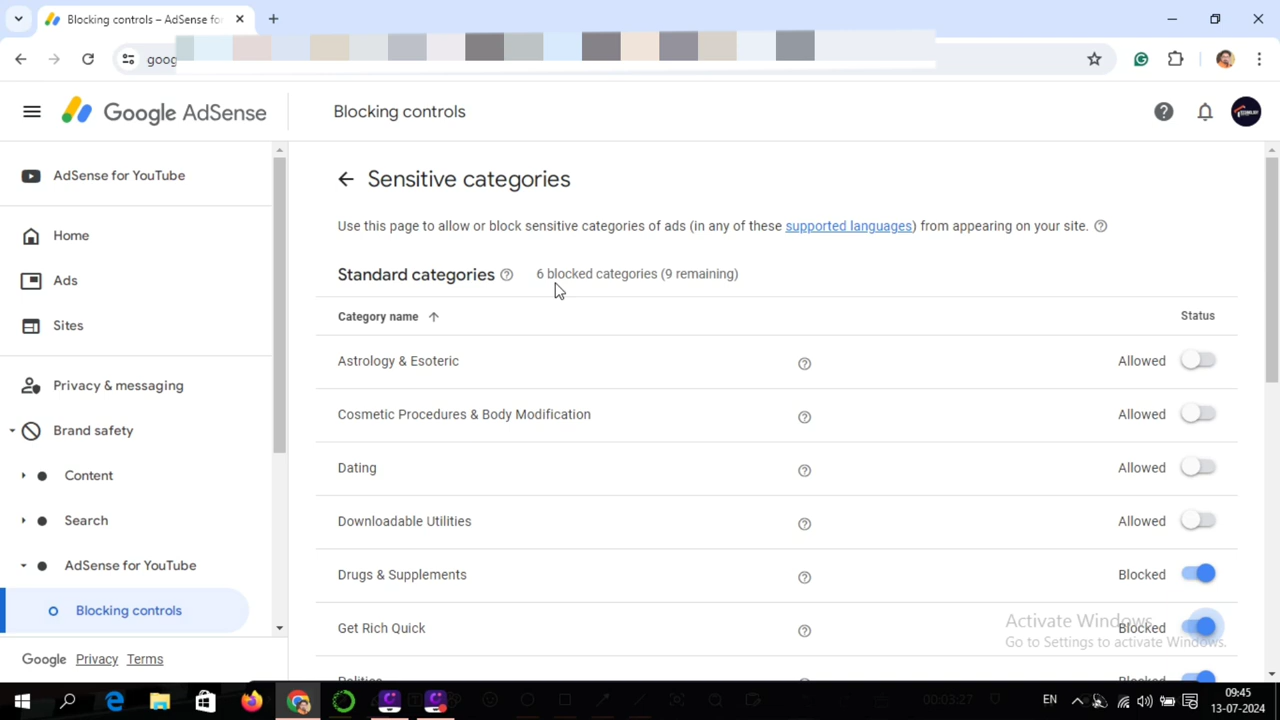 Blocking controls – AdSense fo
goog
Google AdSense
Blocking controls
AdSense for YouTube
Home
Ads
Sites
Privacy & messaging
Brand safety
Content
Search
AdSense for YouTube
Blocking controls
Google Privacy Terms
Sensitive categories
Use this page to allow or block sensitive categories of ads (in any of these supported languages) from appearing on your site.
Standard categories 6 blocked categories (9 remaining)
Category name Status
Astrology & Esoteric Allowed
Cosmetic Procedures & Body Modification Allowed
Dating Allowed
Downloadable Utilities Allowed
Drugs & Supplements Blocked
Get Rich Quick Blocked
Politics Blocked
Activate Windows
Go to Settings to activate Windows.
00:03:27
EN
09:45
13-07-2024